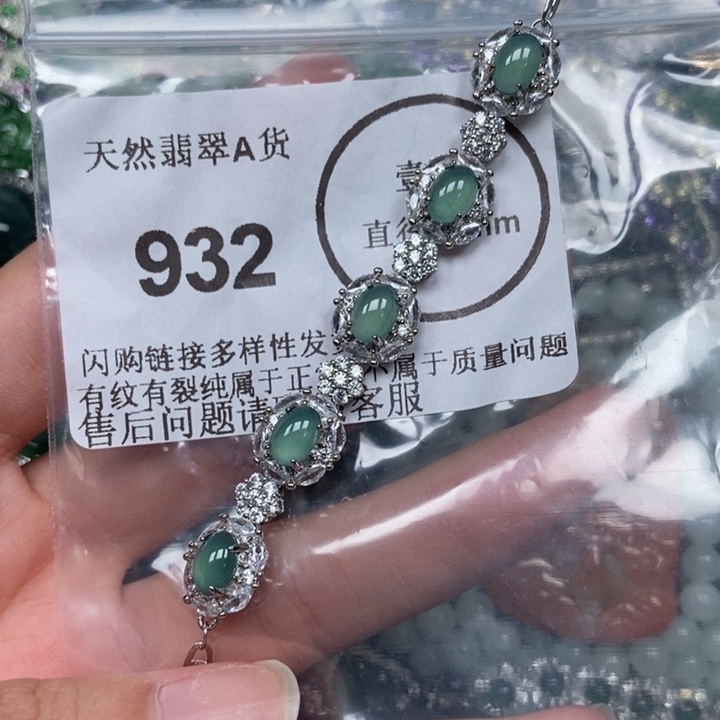 天然翡翠A货
壹
932
直径 m
闪购链接多样性发 不属于质量问题
有纹有裂纯属于正
售后问题请 客服